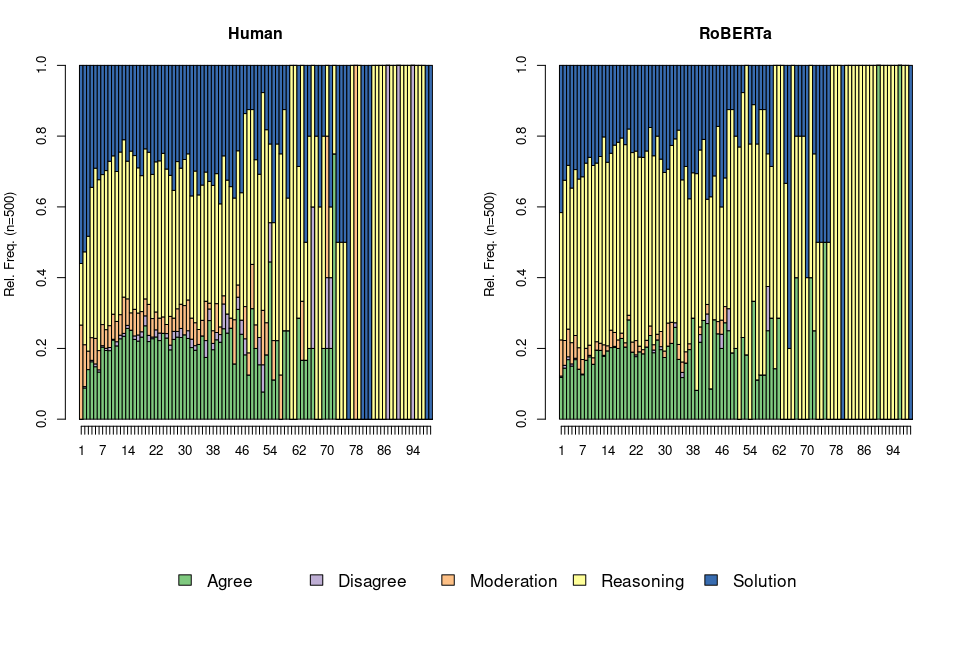 Human
RoBERTa
Rel. Freq. (n=500)
0.0 0.2 0.4 0.6 0.8 1.0
1 7 14 22 30 38 46 54 62 70 78 86 94
Rel. Freq. (n=500)
0.0 0.2 0.4 0.6 0.8 1.0
1 7 14 22 30 38 46 54 62 70 78 86 94
Agree Disagree Moderation Reasoning Solution